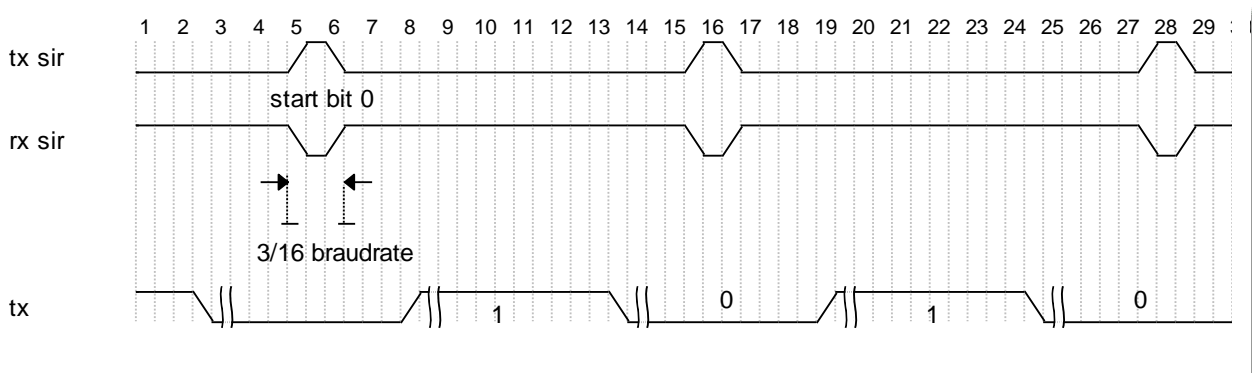 1 2 3 4 5 6 7 8 9 10 11 12 13 14 15 16 17 18 19 20 21 22 23 24 25 26 27 28 29
tx sir
start bit 0
rx sir
3/16 braudrate
tx 1 0 1 0